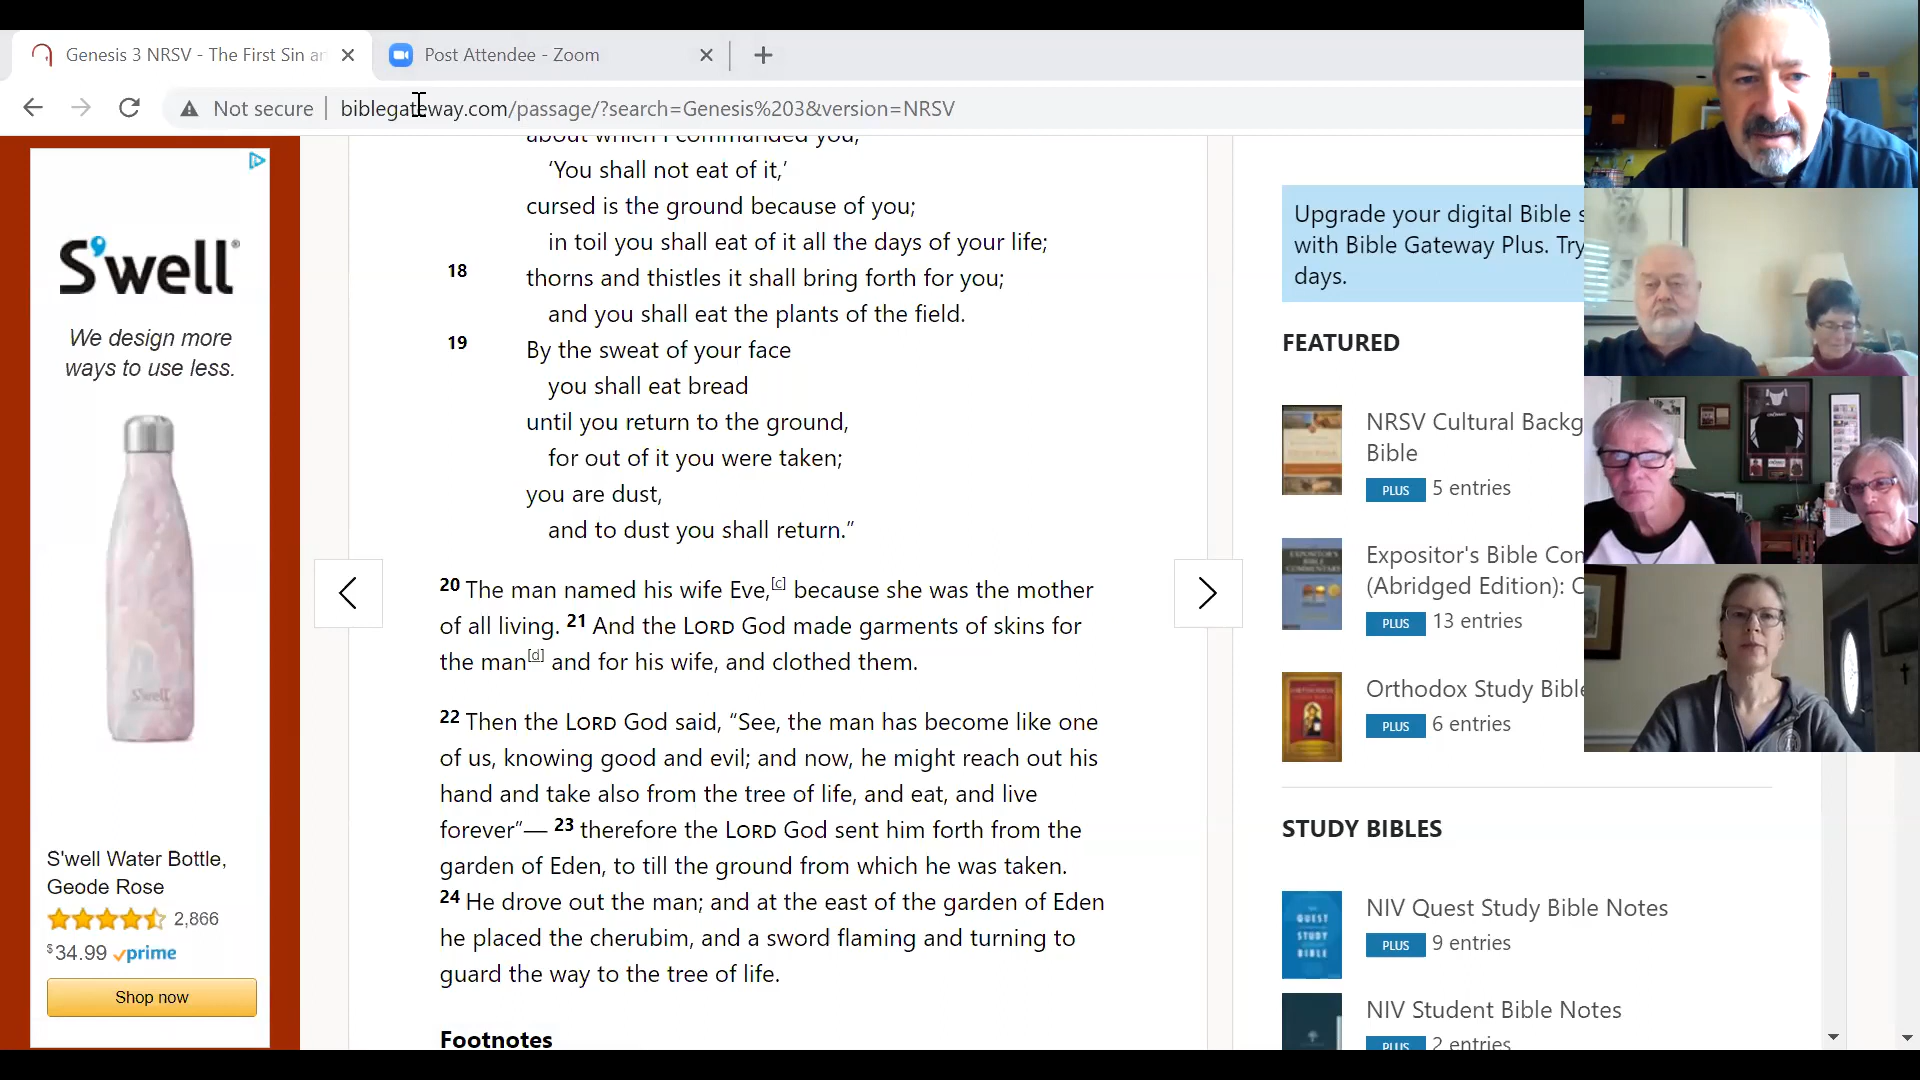 Genesis 3 NRSV - The First Sin an
Post Attendee - Zoom
Not secure
biblegateway.com/passage/?search=Genesis%203&version=NRSV
S'well®
We design more
ways to use less.
S'well
S'well Water Bottle,
Geode Rose
2,866
$34.99 prime
Shop now
about which I commanded you,
‘You shall not eat of it,’
cursed is the ground because of you;
in toil you shall eat of it all the days of your life;
18 thorns and thistles it shall bring forth for you;
and you shall eat the plants of the field.
19 By the sweat of your face
you shall eat bread
until you return to the ground,
for out of it you were taken;
you are dust,
and to dust you shall return.”
20 The man named his wife Eve,[c] because she was the mother
of all living. 21 And the LORD God made garments of skins for
the man[d] and for his wife, and clothed them.
22 Then the LORD God said, “See, the man has become like one
of us, knowing good and evil; and now, he might reach out his
hand and take also from the tree of life, and eat, and live
forever”— 23 therefore the LORD God sent him forth from the
garden of Eden, to till the ground from which he was taken.
24 He drove out the man; and at the east of the garden of Eden
he placed the cherubim, and a sword flaming and turning to
guard the way to the tree of life.
Footnotes
Upgrade your digital Bible s
with Bible Gateway Plus. Try
days.
FEATURED
NRSV Cultural Backg
Bible
PLUS 5 entries
Expositor's Bible Con
(Abridged Edition): C
PLUS 13 entries
Orthodox Study Bible
PLUS 6 entries
STUDY BIBLES
QUEST
STUDY
BIBLE
NIV Quest Study Bible Notes
PLUS 9 entries
NIV Student Bible Notes
PLUS 2 entries